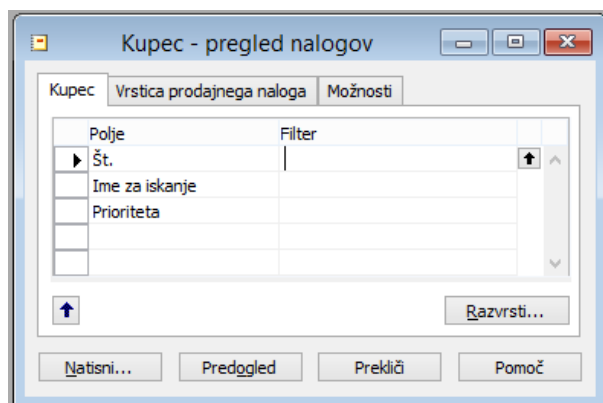 Kupec - pregled nalogov
Kupec Vrstica prodajnega naloga Možnosti
Polje Filter
Št.
Ime za iskanje
Prioriteta
Razvrsti...
Natisni... Predogled Prekliči Pomoč